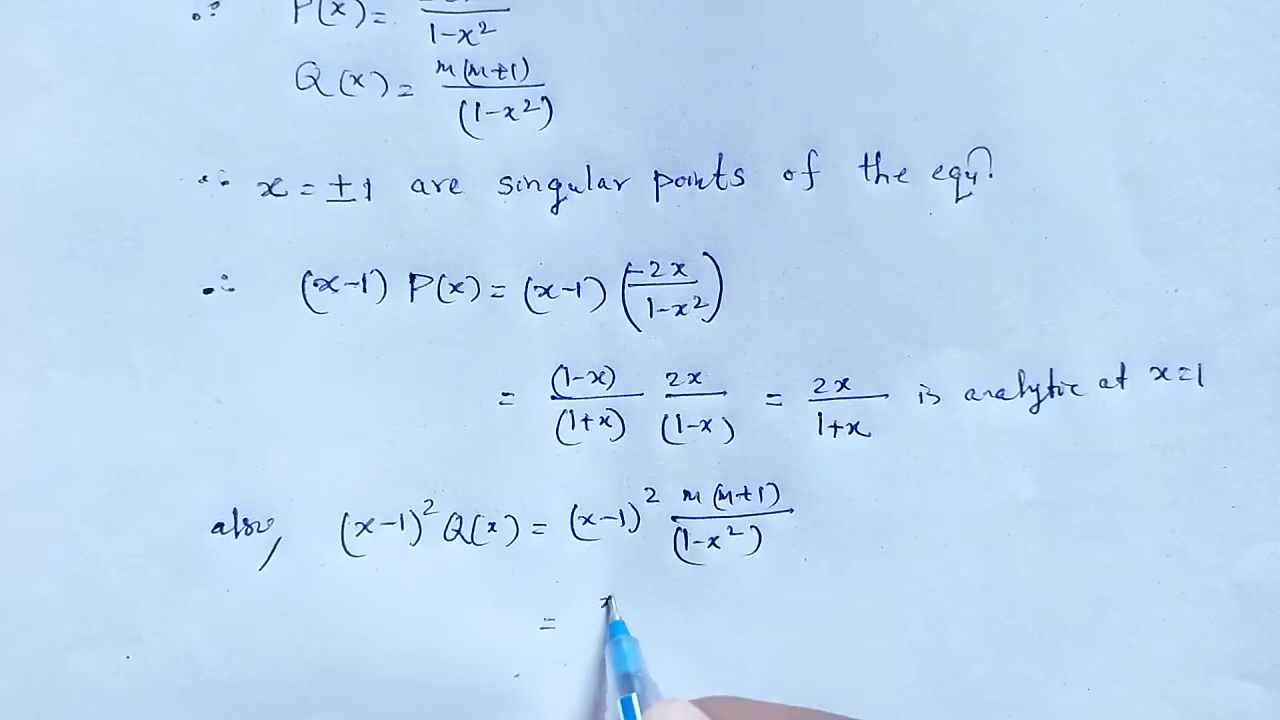 ∴ P(x) = ──/1-x²
Q(x) = n(n+1)/(1-x²)
∴ x = ±1 are singular points of the eqn
∴ (x-1) P(x) = (x-1) (-2x/1-x²)
= (1-x)/(1+x) 2x/(1-x) = 2x/1+x is analytic at x=1
also, (x-1)² Q(x) = (x-1)² n(n+1)/(1-x²)
=